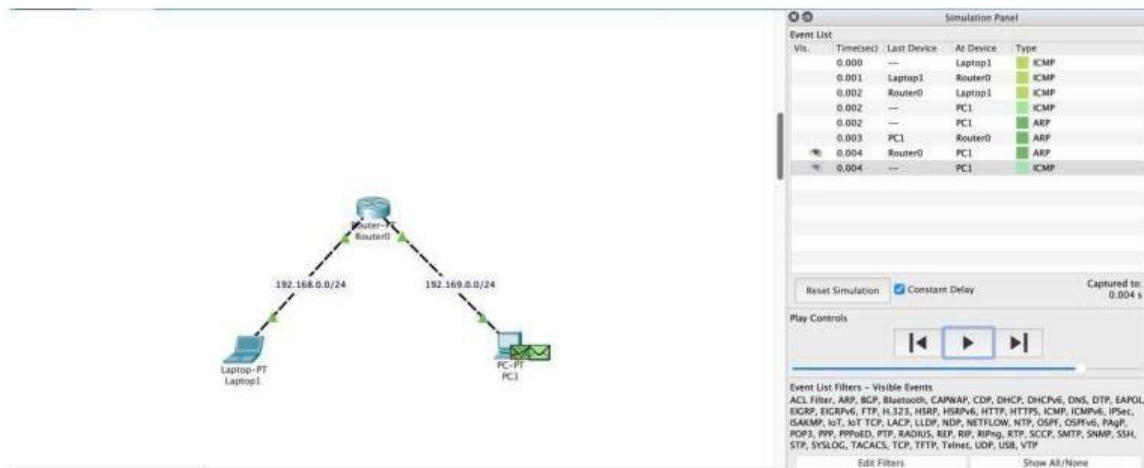 Router-PT
Router0
192.168.0.0/24
192.169.0.0/24
Laptop-PT
Laptop1
PC-PT
PC1
Simulation Panel
Event List
Vis. Time(sec) Last Device At Device Type
0.000 --- Laptop1 ICMP
0.001 Laptop1 Router0 ICMP
0.002 Router0 Laptop1 ICMP
0.002 --- PC1 ICMP
0.002 --- PC1 ARP
0.003 PC1 Router0 ARP
0.004 Router0 PC1 ARP
0.004 --- PC1 ICMP
Reset Simulation Constant Delay
Captured to:
0.004 s
Play Controls
Event List Filters - Visible Events
ACL Filter, ARP, BGP, Bluetooth, CAPWAP, CDP, DHCP, DHCPv6, DNS, DTP, EAPOL,
EIGRP, EIGRPv6, FTP, H.323, HSRP, HSRPv6, HTTP, HTTPS, ICMP, ICMPv6, IPSec,
ISAKMP, IoT, IoT TCP, LACP, LLDP, NDP, NETFLOW, NTP, OSPF, OSPFv6, PAgP,
POP3, PPP, PPPoED, PTP, RADIUS, REP, RIP, RIPng, RTP, SCCP, SMTP, SNMP, SSH,
STP, SYSLOG, TACACS, TCP, TFTP, Telnet, UDP, USB, VTP
Edit Filters Show All/None